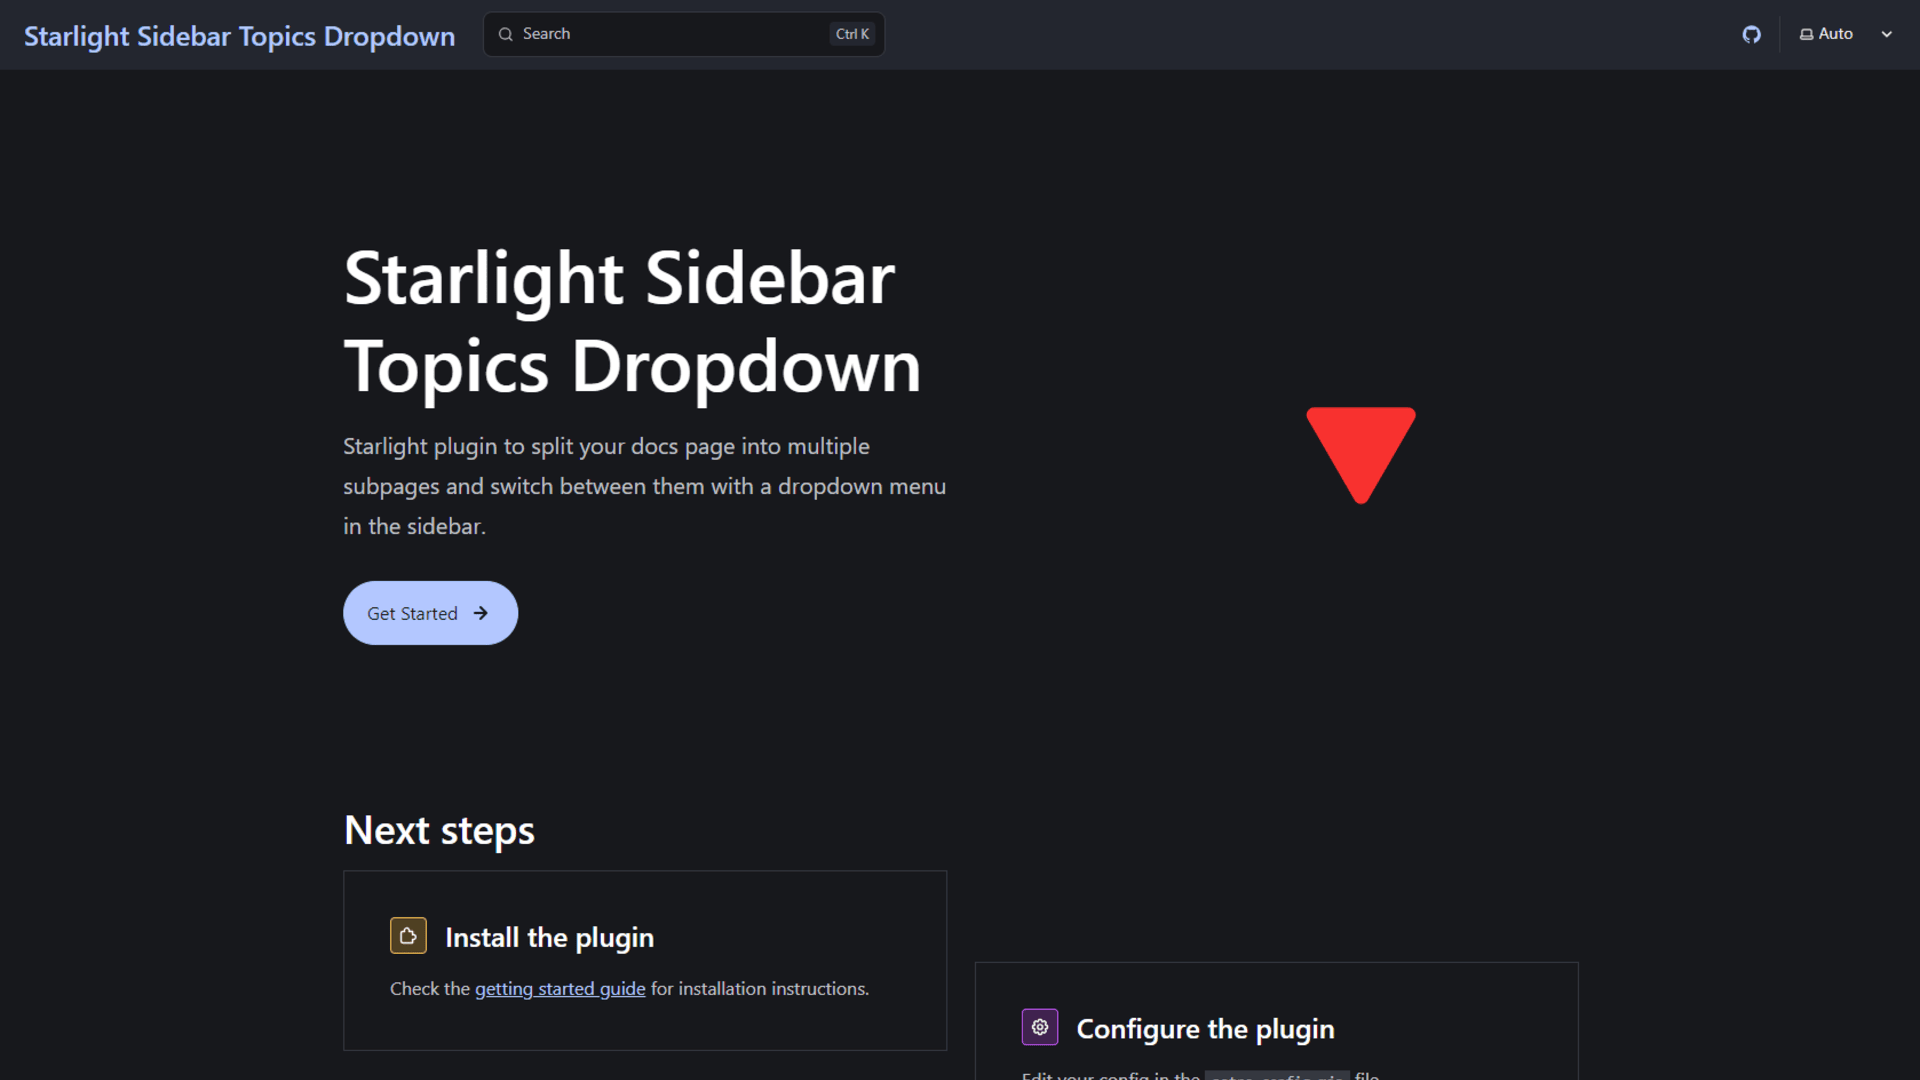 Starlight Sidebar Topics Dropdown
Search
Ctrl K
Auto
Starlight Sidebar
Topics Dropdown
Starlight plugin to split your docs page into multiple
subpages and switch between them with a dropdown menu
in the sidebar.
Get Started
Next steps
Install the plugin
Check the getting started guide for installation instructions.
Configure the plugin
Edit your config in the file